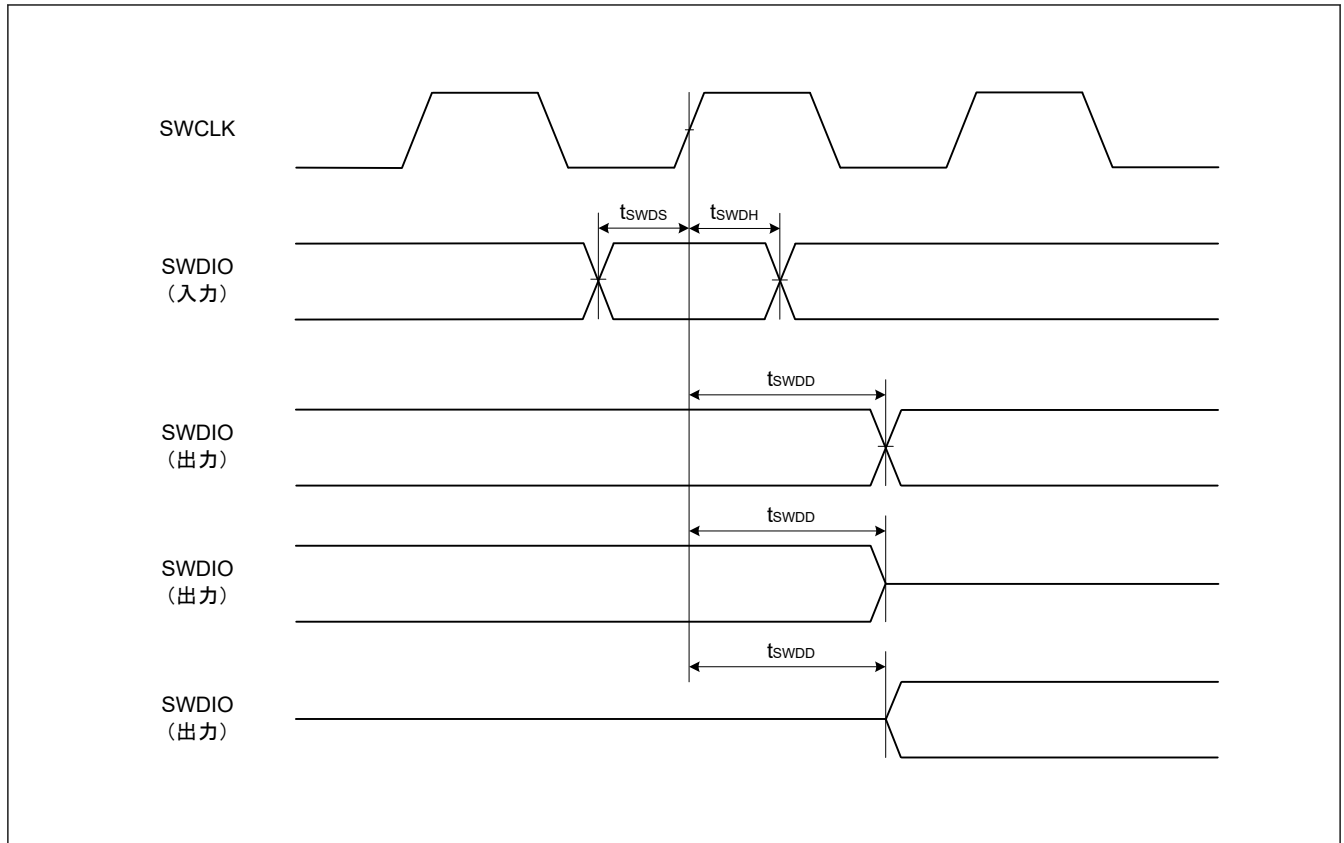 SWCLK
tSWDS
tSWDH
SWDIO
（入力）
tSWDD
SWDIO
（出力）
tSWDD
SWDIO
（出力）
tSWDD
SWDIO
（出力）